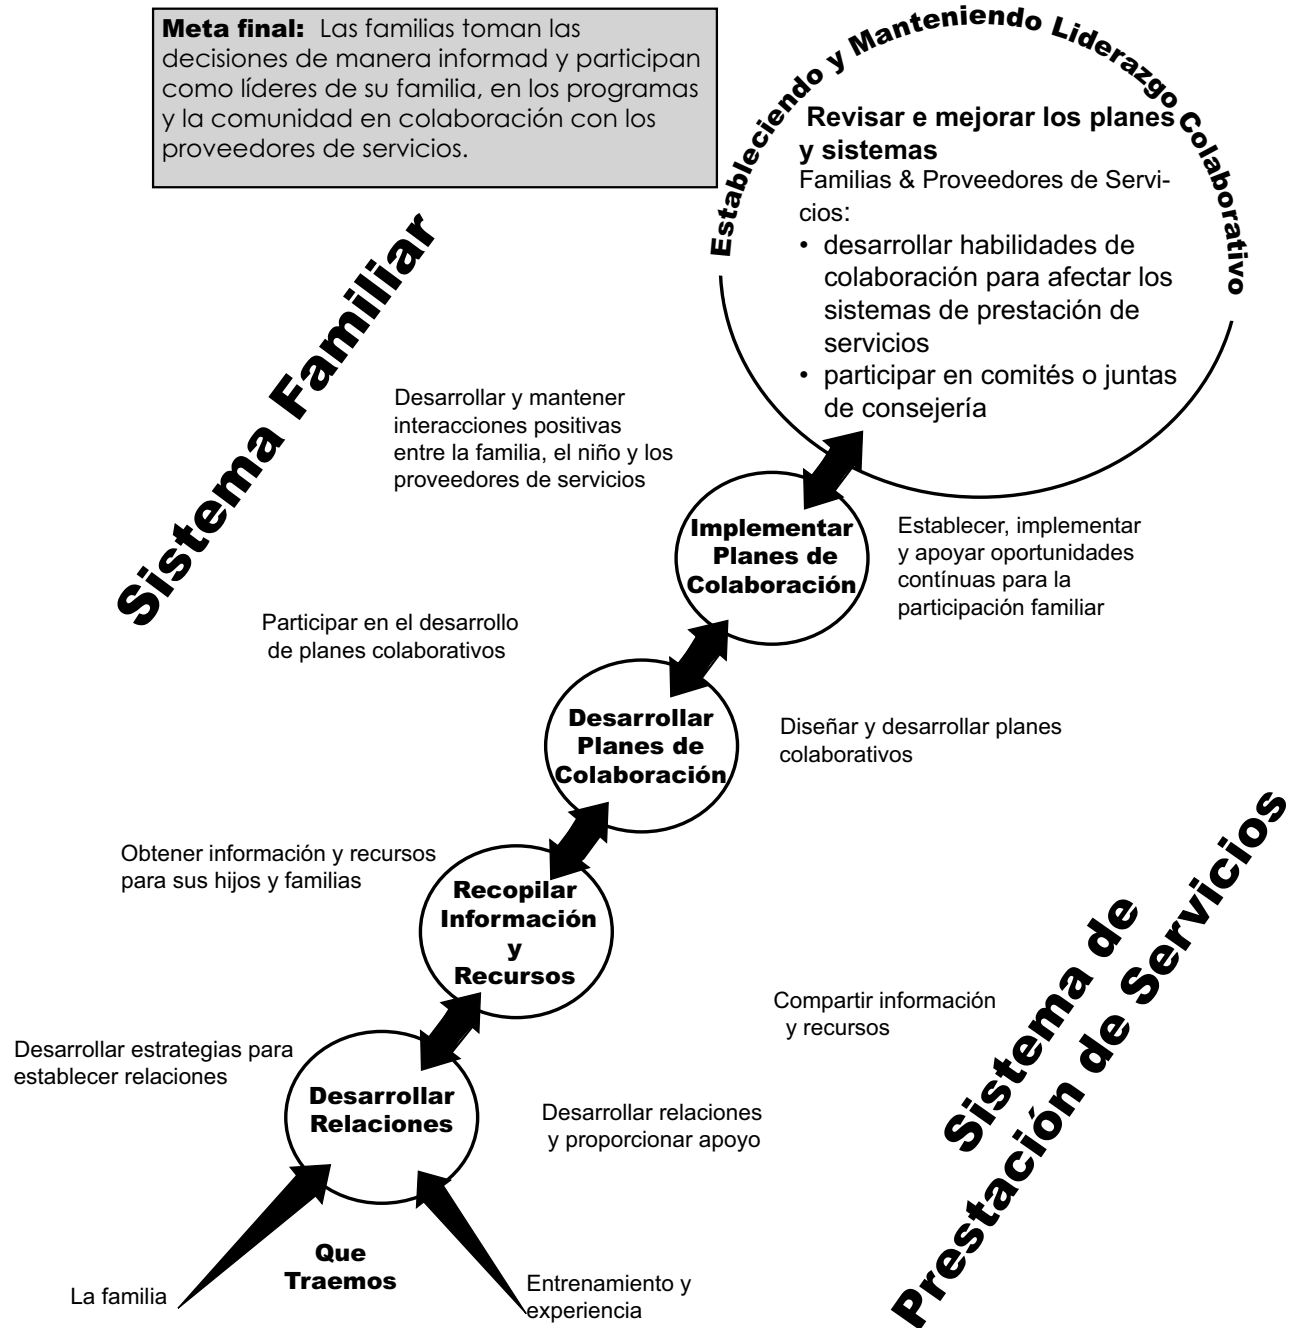 Meta final: Las familias toman las
decisiones de manera informad y participan
como líderes de su familia, en los programas
y la comunidad en colaboración con los
proveedores de servicios.
Estableciendo y Manteniendo Liderazgo Colaborativo
Revisar e mejorar los planes
y sistemas
Familias & Proveedores de Servi-
cios:
• desarrollar habilidades de
colaboración para afectar los
sistemas de prestación de
servicios
• participar en comités o juntas
de consejería
Sistema Familiar
Desarrollar y mantener
interacciones positivas
entre la familia, el niño y los
proveedores de servicios
Implementar
Planes de
Colaboración
Establecer, implementar
y apoyar oportunidades
contínuas para la
participación familiar
Participar en el desarrollo
de planes colaborativos
Desarrollar
Planes de
Colaboración
Diseñar y desarrollar planes
colaborativos
Obtener información y recursos
para sus hijos y familias
Recopilar
Información
y
Recursos
Compartir información
y recursos
Sistema de
Prestación de Servicios
Desarrollar estrategias para
establecer relaciones
Desarrollar
Relaciones
Desarrollar relaciones
y proporcionar apoyo
Que
Traemos
La familia
Entrenamiento y
experiencia